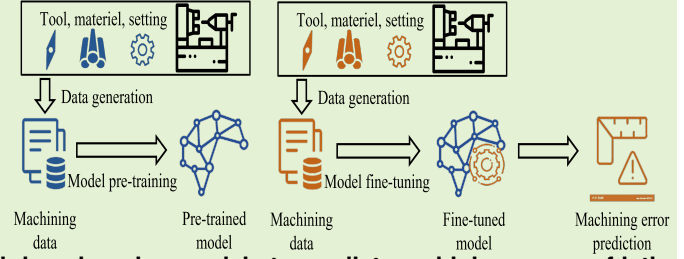 Tool, materiel, setting
Tool, materiel, setting
Data generation
Data generation
Model pre-training
Model fine-tuning
Machining
data
Pre-trained
model
Machining
data
Fine-tuned
model
Machining error
prediction